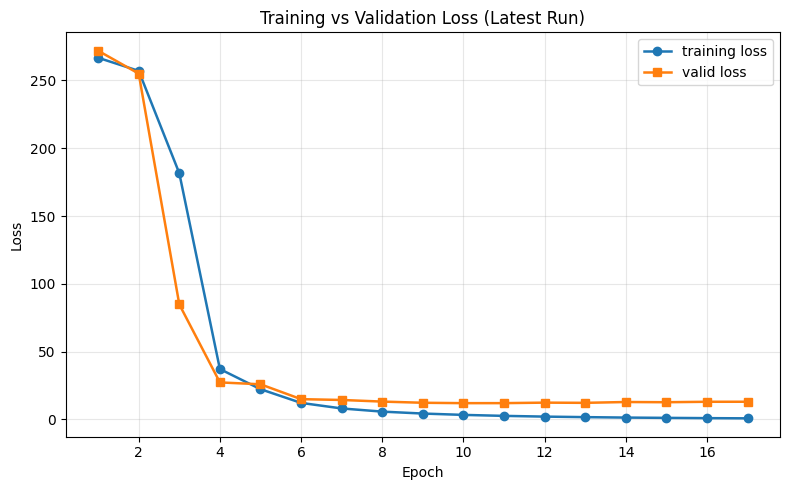 Training vs Validation Loss (Latest Run)
training loss
valid loss
Loss
250
200
150
100
50
0
2 4 6 8 10 12 14 16
Epoch